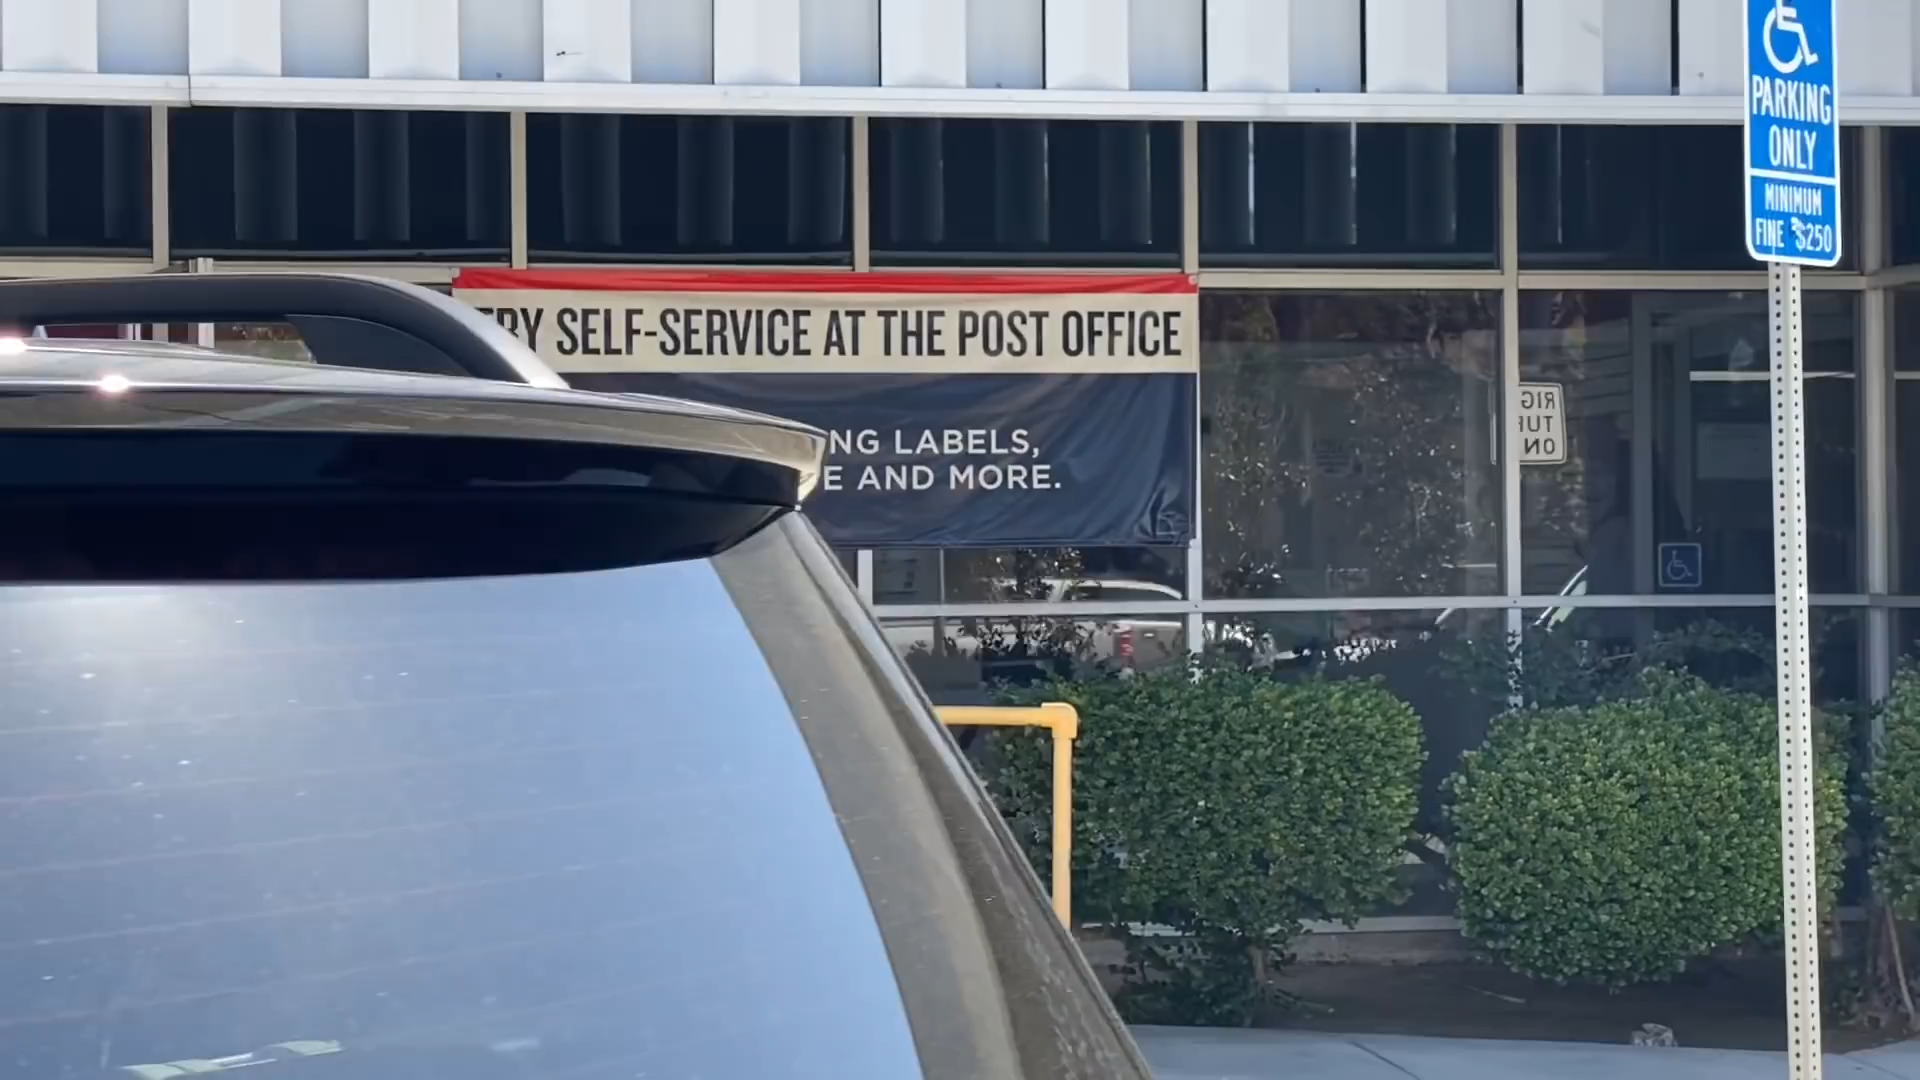 PARKING
ONLY
MINIMUM
FINE $250
RY SELF-SERVICE AT THE POST OFFICE
NG LABELS,
E AND MORE.
RIG
TUR
ON